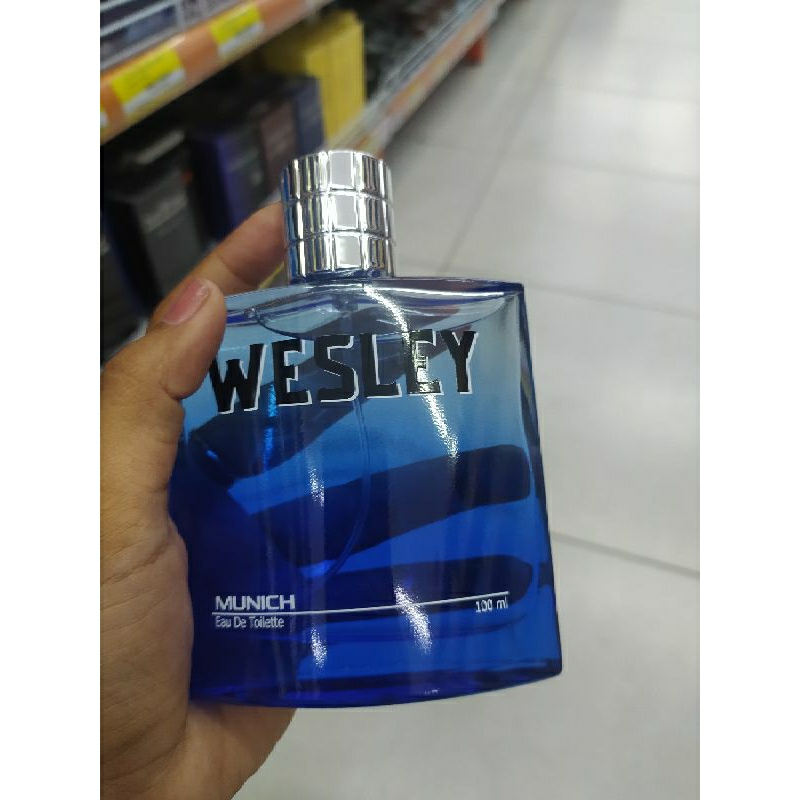 WESLEY
MUNICH
Eau De Toilette
100 ml